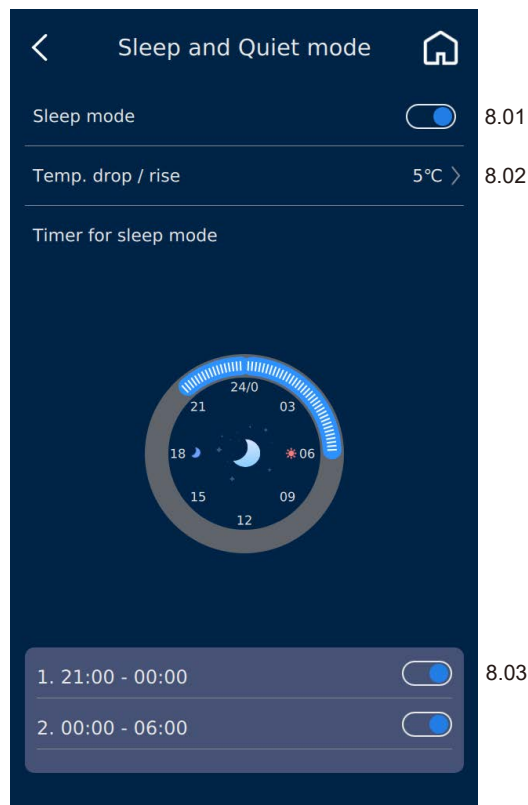 Sleep and Quiet mode
Sleep mode 8.01
Temp. drop / rise 5℃ 8.02
Timer for sleep mode
24/0
21 03
18 06
15 09
12
1. 21:00 - 00:00 8.03
2. 00:00 - 06:00